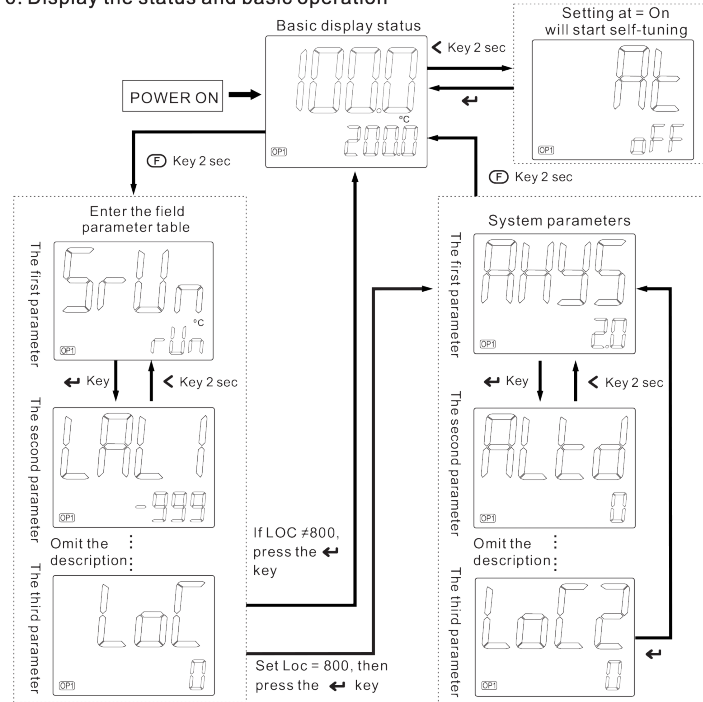 Display the status and basic operation
Basic display status
Setting at = On
will start self-tuning
< Key 2 sec
POWER ON
100.0
°C
200.0
OP1
At
oFF
OP1
F Key 2 sec
F Key 2 sec
Enter the field
parameter table
The first parameter
SrUn
°C
rUn
OP1
↵ Key
< Key 2 sec
The second parameter
LAL1
-999
OP1
Omit the
description
The third parameter
LoC
0
OP1
If LOC ≠800,
press the ↵
key
Set Loc = 800, then
press the ↵ key
System parameters
The first parameter
AHYS
2.0
OP1
↵ Key
< Key 2 sec
The second parameter
ALtd
0
OP1
Omit the
description
The third parameter
LoC2
0
OP1